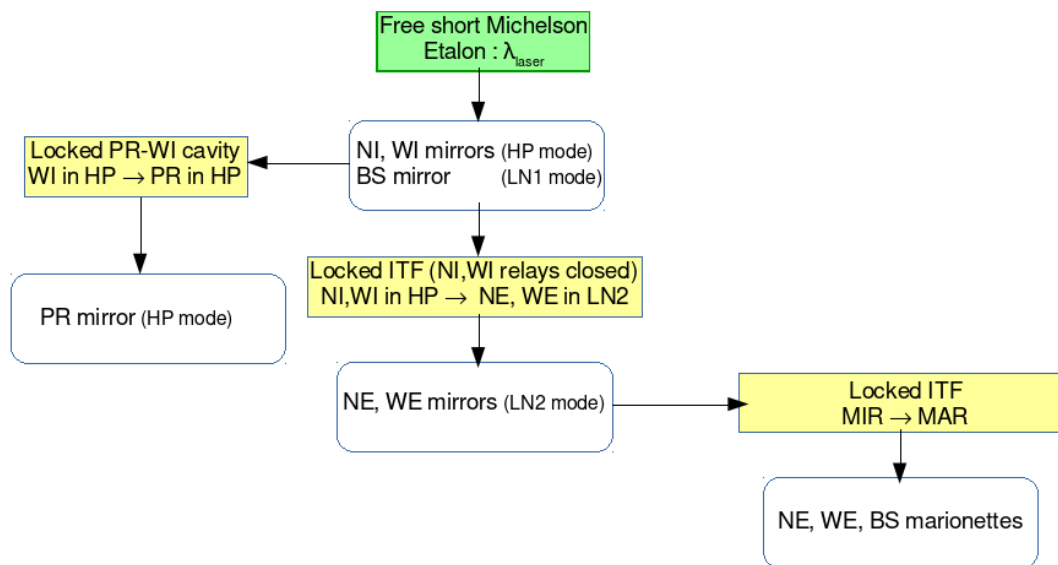 Free short Michelson
Etalon : λlaser
NI, WI mirrors (HP mode)
BS mirror (LN1 mode)
Locked PR-WI cavity
WI in HP → PR in HP
PR mirror (HP mode)
Locked ITF (NI,WI relays closed)
NI,WI in HP → NE, WE in LN2
NE, WE mirrors (LN2 mode)
Locked ITF
MIR → MAR
NE, WE, BS marionettes